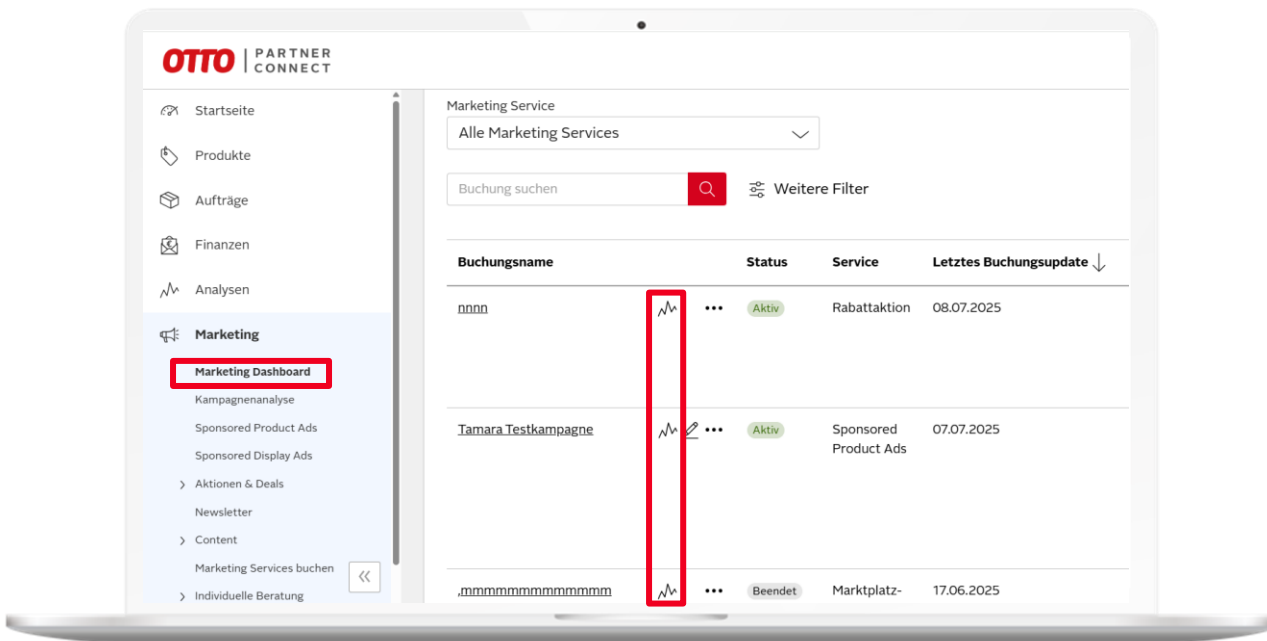 OTTO | PARTNER CONNECT
Startseite
Produkte
Aufträge
Finanzen
Analysen
Marketing
Marketing Dashboard
Kampagnenanalyse
Sponsored Product Ads
Sponsored Display Ads
Aktionen & Deals
Newsletter
Content
Marketing Services buchen
Individuelle Beratung
Marketing Service
Alle Marketing Services
Buchung suchen
Weitere Filter
Buchungsname Status Service Letztes Buchungsupdate
nnnn Aktiv Rabattaktion 08.07.2025
Tamara Testkampagne Aktiv Sponsored Product Ads 07.07.2025
,mmmmmmmmmmmmm Beendet Marktplatz- 17.06.2025